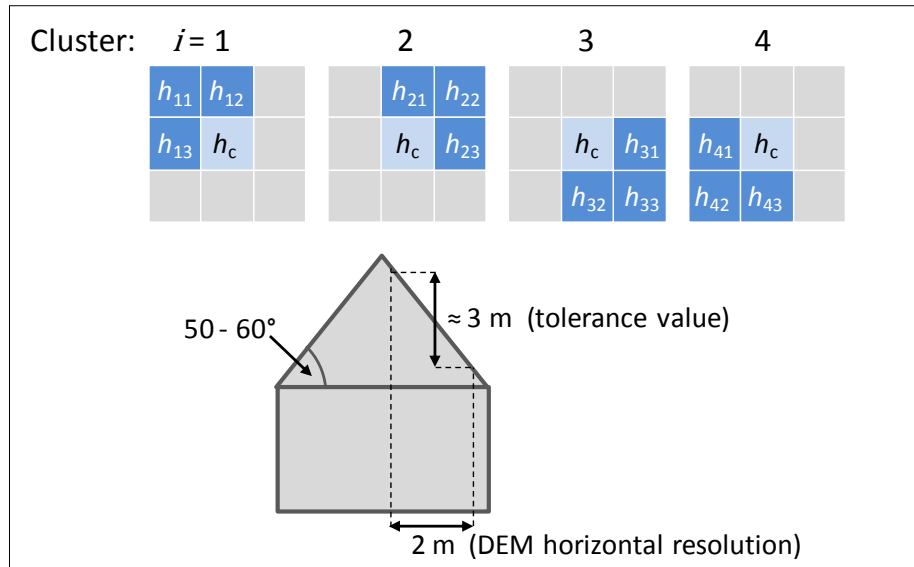 Cluster: i = 1 2 3 4
h11 h12 h21 h22
h13 hc hc h23 hc h31 h41 hc
h32 h33 h42 h43
50 - 60°
≈ 3 m (tolerance value)
2 m (DEM horizontal resolution)